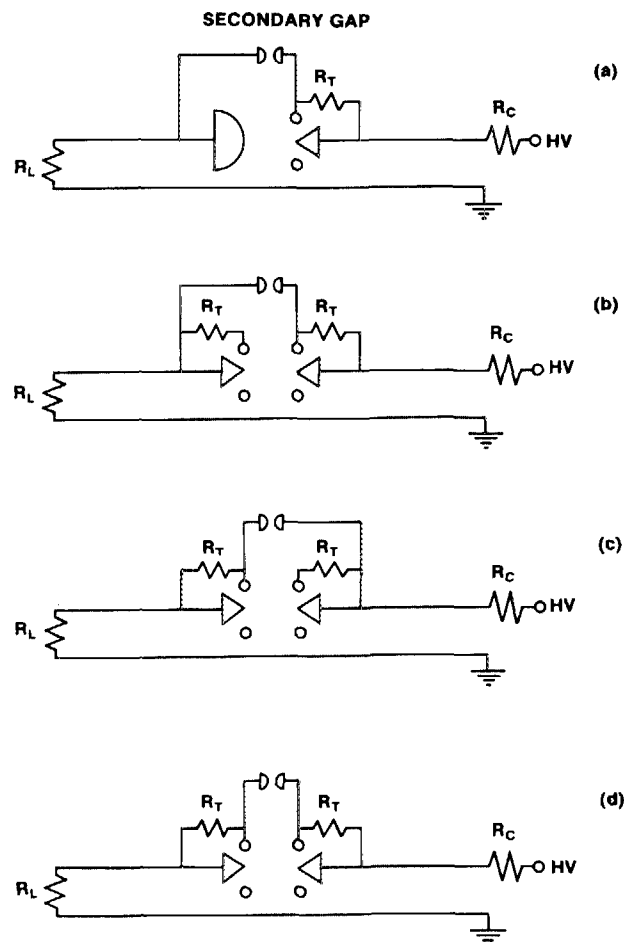 SECONDARY GAP
(a)
R_T
R_C
HV
R_L
(b)
R_T
R_T
R_C
HV
R_L
(c)
R_T
R_T
R_C
HV
R_L
(d)
R_T
R_T
R_C
HV
R_L